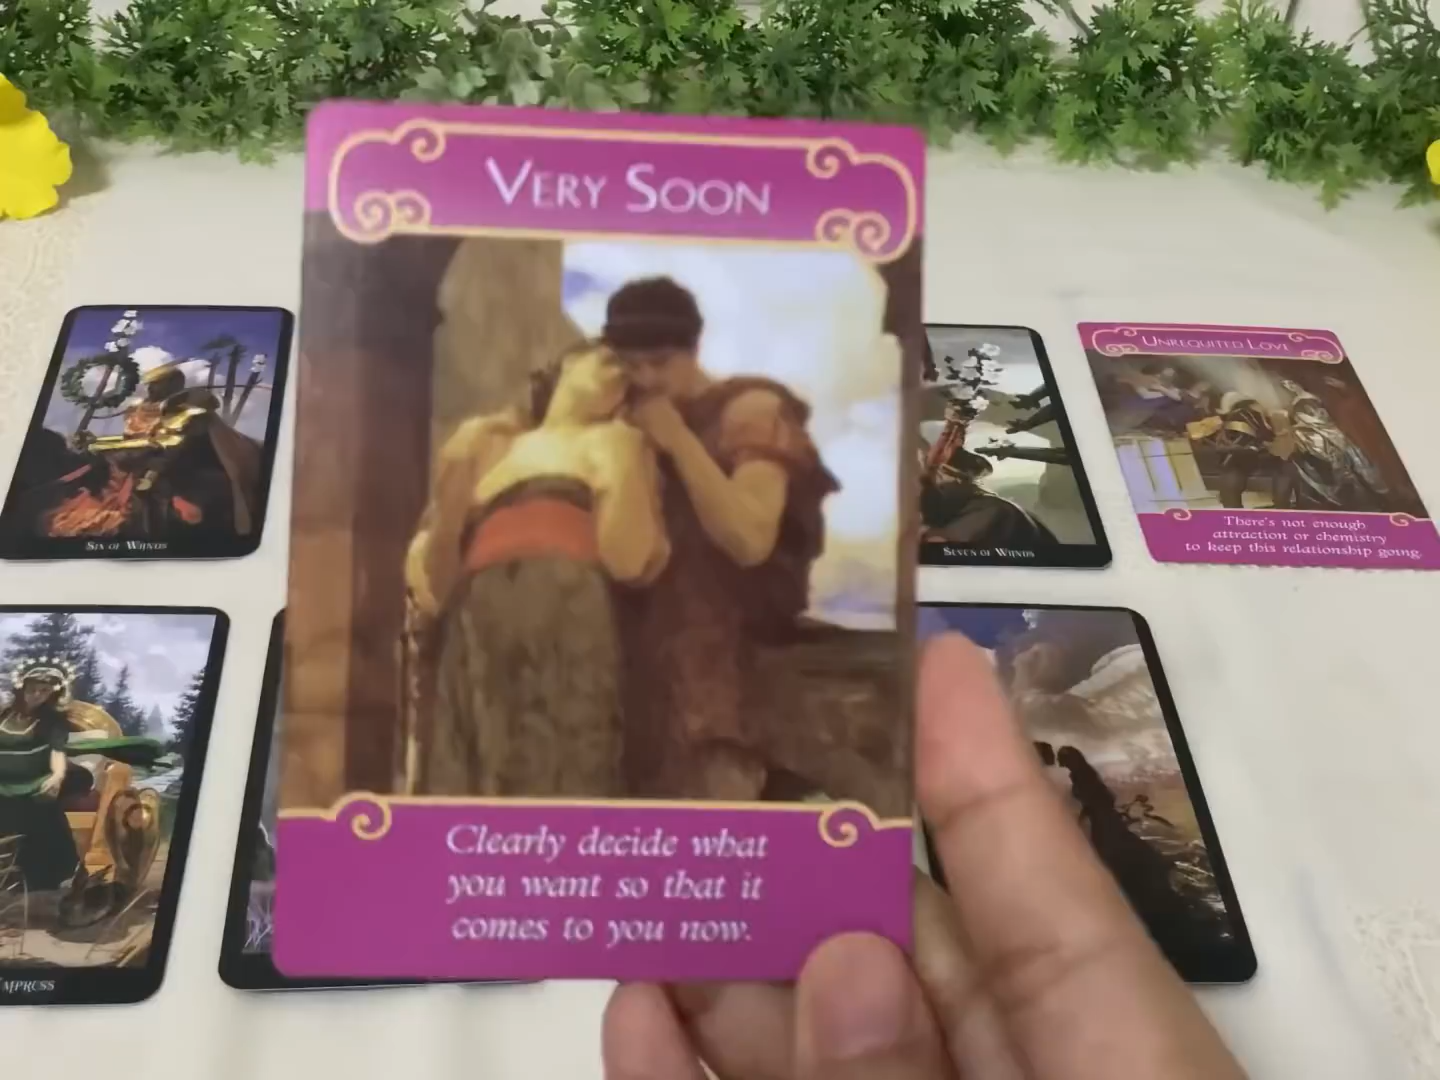 VERY SOON
Clearly decide what
you want so that it
comes to you now.
SIX OF WANDS
SEVEN OF WANDS
UNREQUITED LOVE
There's not enough
attraction or chemistry
to keep this relationship going.
MPRESS